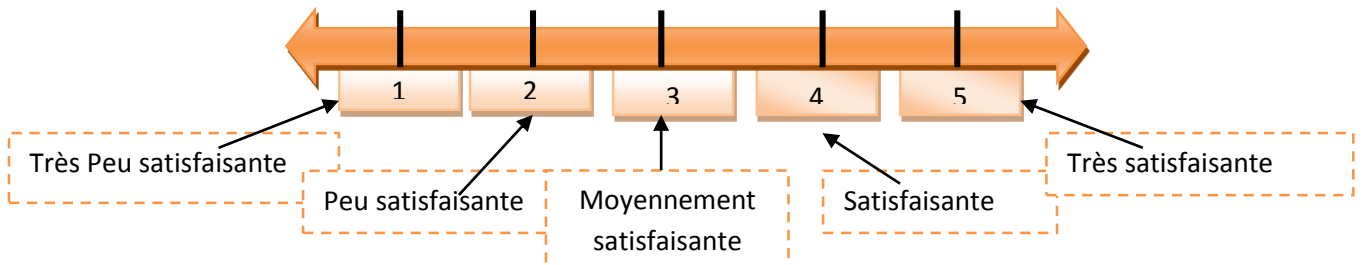 1
2
3
4
5
Très Peu satisfaisante
Peu satisfaisante
Moyennement
satisfaisante
Satisfaisante
Très satisfaisante